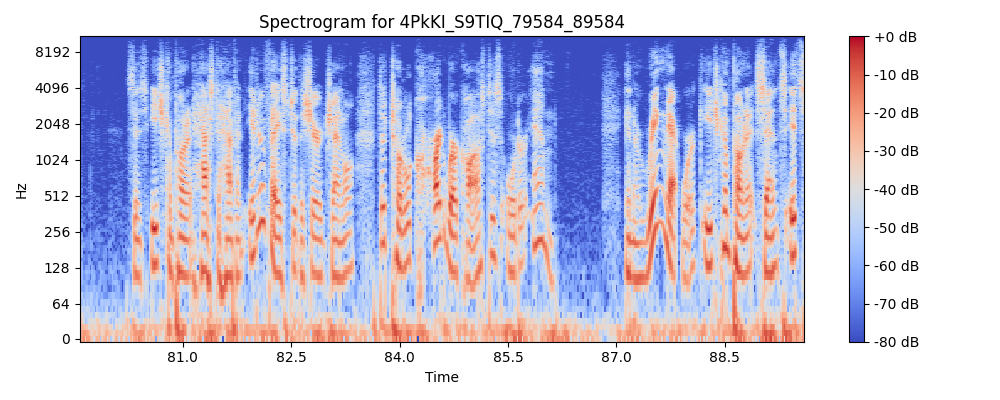 Spectrogram for 4PkKI_S9TIQ_79584_89584
8192
4096
2048
1024
512
256
128
64
0
Hz
81.0 82.5 84.0 85.5 87.0 88.5
Time
+0 dB
-10 dB
-20 dB
-30 dB
-40 dB
-50 dB
-60 dB
-70 dB
-80 dB